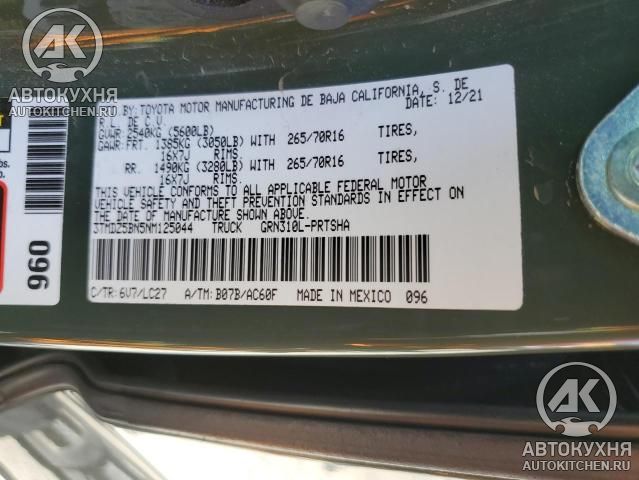 AK
АВТОКУХНЯ
AUTOKITCHEN.RU
BY: TOYOTA MOTOR MANUFACTURING DE BAJA CALIFORNIA, S. DE
R.L. DE C.V. DATE: 12/21
GVWR: 2540KG (5600LB)
GAWR: FRT. 1385KG (3050LB) WITH 265/70R16 TIRES,
16X7J RIMS,
RR. 1490KG (3280LB) WITH 265/70R16 TIRES,
16X7J RIMS,
THIS VEHICLE CONFORMS TO ALL APPLICABLE FEDERAL MOTOR
VEHICLE SAFETY AND THEFT PREVENTION STANDARDS IN EFFECT ON
THE DATE OF MANUFACTURE SHOWN ABOVE.
3TMDZ5BN5NM125044 TRUCK GRN310L-PRTSHA
C/TR: 6V7/LC27 A/TM: B07B/AC60F MADE IN MEXICO 096
096
lbs.
AK
АВТОКУХНЯ
AUTOKITCHEN.RU